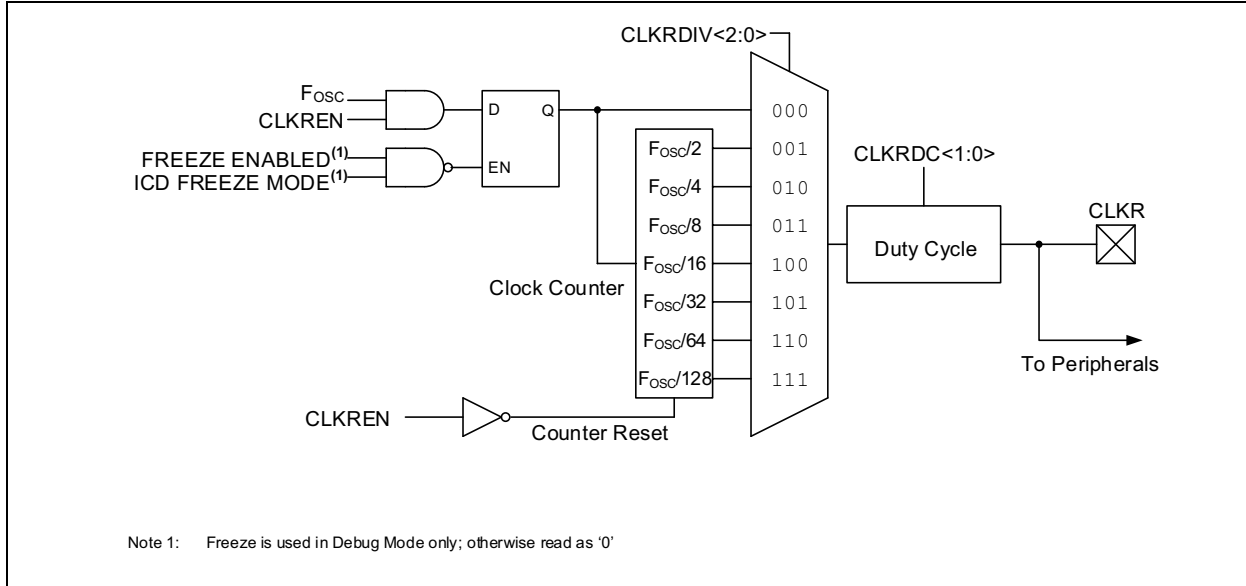 CLKRDIV<2:0>
FOSC
CLKREN
D
Q
000
FREEZE ENABLED(1)
ICD FREEZE MODE(1)
EN
FOSC/2
001
CLKRDC<1:0>
FOSC/4
010
FOSC/8
011
CLKR
Duty Cycle
FOSC/16
100
Clock Counter
FOSC/32
101
FOSC/64
110
To Peripherals
FOSC/128
111
CLKREN
Counter Reset
Note 1: Freeze is used in Debug Mode only; otherwise read as ‘0’